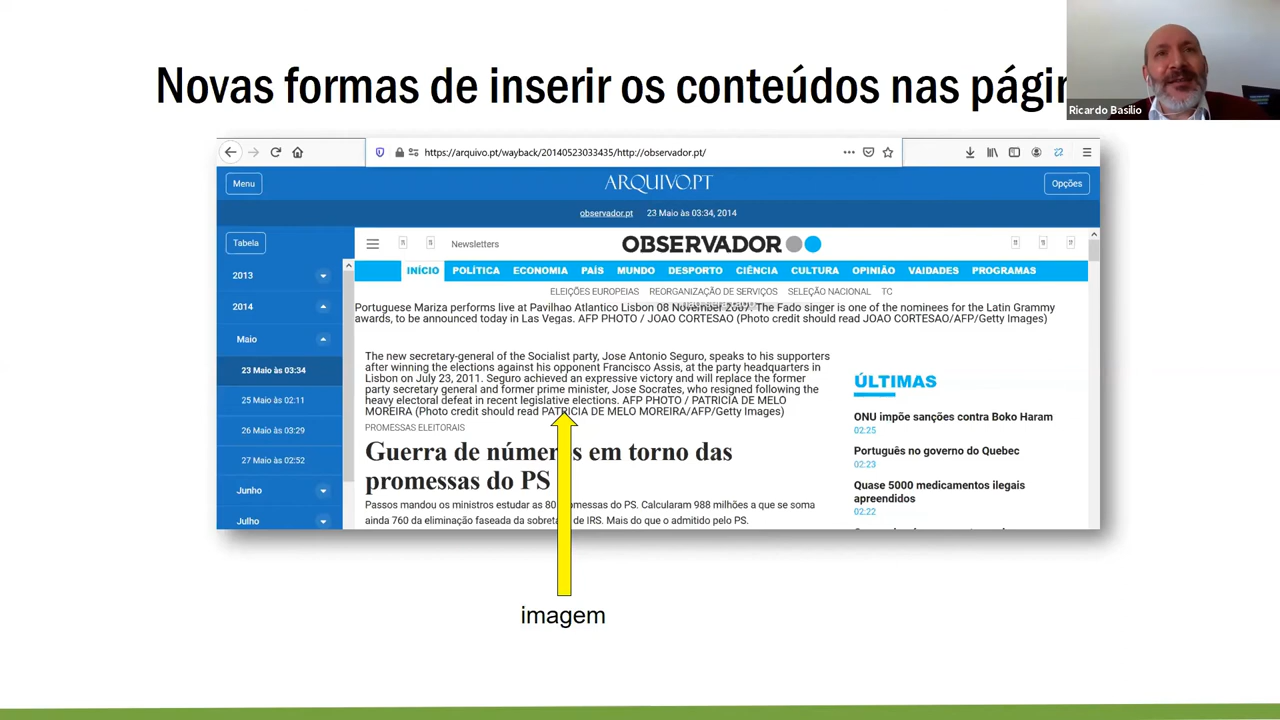 Novas formas de inserir os conteúdos nas págin
Ricardo Basílio
https://arquivo.pt/wayback/20140523033435/http://observador.pt/
Menu
ARQUIVO.PT
Opções
observador.pt 23 Maio às 03:34, 2014
Tabela
2013
2014
Maio
23 Maio às 03:34
25 Maio às 02:11
26 Maio às 03:29
27 Maio às 02:52
Junho
Julho
Newsletters
OBSERVADOR
INÍCIO POLÍTICA ECONOMIA PAÍS MUNDO DESPORTO CIÊNCIA CULTURA OPINIÃO VAIDADES PROGRAMAS
ELEIÇÕES EUROPEIAS REORGANIZAÇÃO DE SERVIÇOS SELEÇÃO NACIONAL TC
Portuguese Mariza performs live at Pavilhao Atlantico Lisbon 08 November 2007. The Fado singer is one of the nominees for the Latin Grammy
awards, to be announced today in Las Vegas. AFP PHOTO / JOAO CORTESAO (Photo credit should read JOAO CORTESAO/AFP/Getty Images)
The new secretary-general of the Socialist party, Jose Antonio Seguro, speaks to his supporters
after winning the elections against his opponent Francisco Assis, at the party headquarters in
Lisbon on July 23, 2011. Seguro achieved an expressive victory and will replace the former
party secretary general and former prime minister, Jose Socrates, who resigned following the
heavy electoral defeat in recent legislative elections. AFP PHOTO / PATRICIA DE MELO
MOREIRA (Photo credit should read PATRICIA DE MELO MOREIRA/AFP/Getty Images)
PROMESSAS ELEITORAIS
Guerra de números em torno das
promessas do PS
Passos mandou os ministros estudar as 80 promessas do PS. Calcularam 988 milhões a que se soma
ainda 760 da eliminação faseada da sobretaxa de IRS. Mais do que o admitido pelo PS.
ÚLTIMAS
ONU impõe sanções contra Boko Haram
02:25
Português no governo do Quebec
02:23
Quase 5000 medicamentos ilegais
apreendidos
02:22
imagem